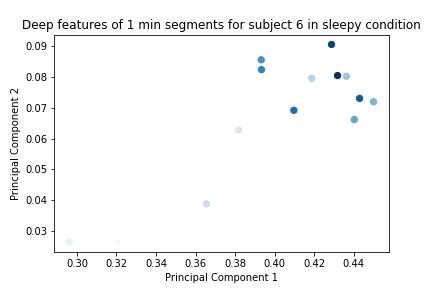 Deep features of 1 min segments for subject 6 in sleepy condition
0.09
0.08
0.07
0.06
0.05
0.04
0.03
Principal Component 2
0.30 0.32 0.34 0.36 0.38 0.40 0.42 0.44
Principal Component 1